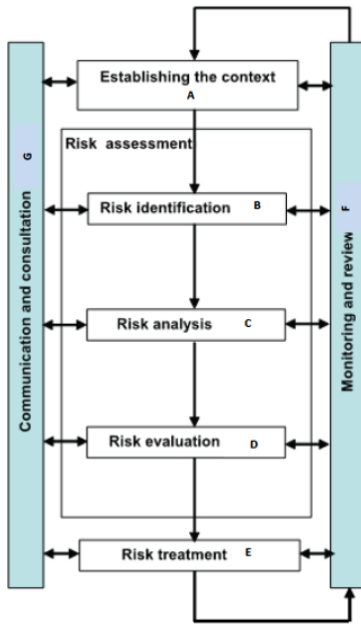 Establishing the context
A
G
Risk assessment
Risk identification B
F
Communication and consultation
Monitoring and review
Risk analysis C
Risk evaluation D
Risk treatment E